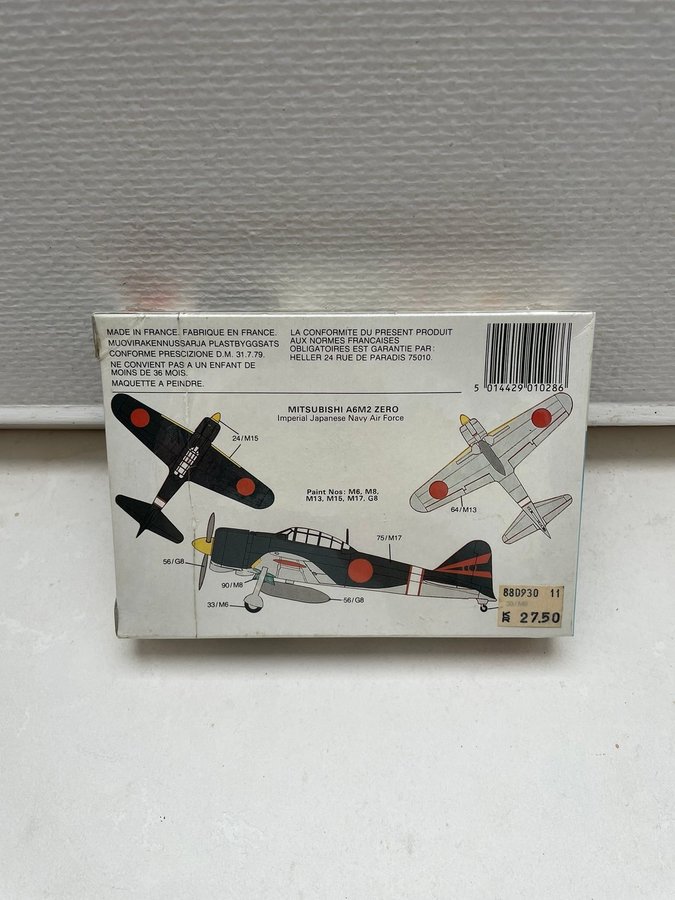 MADE IN FRANCE. FABRIQUE EN FRANCE.
MUOVIRAKENNUSSARJA PLASTBYGGSATS
CONFORME PRESCIZIONE D.M. 31.7.79.
NE CONVIENT PAS A UN ENFANT DE
MOINS DE 36 MOIS.
MAQUETTE A PEINDRE.
LA CONFORMITE DU PRESENT PRODUIT
AUX NORMES FRANCAISES
OBLIGATOIRES EST GARANTIE PAR:
HELLER 24 RUE DE PARADIS 75010.
5 014429 010286
MITSUBISHI A6M2 ZERO
Imperial Japanese Navy Air Force
24/M15
Paint Nos: M6, M8,
M13, M15, M17. G8
64/M13
75/M17
56/G8
90/M8
33/M6
56/G8
880930 11
27.50